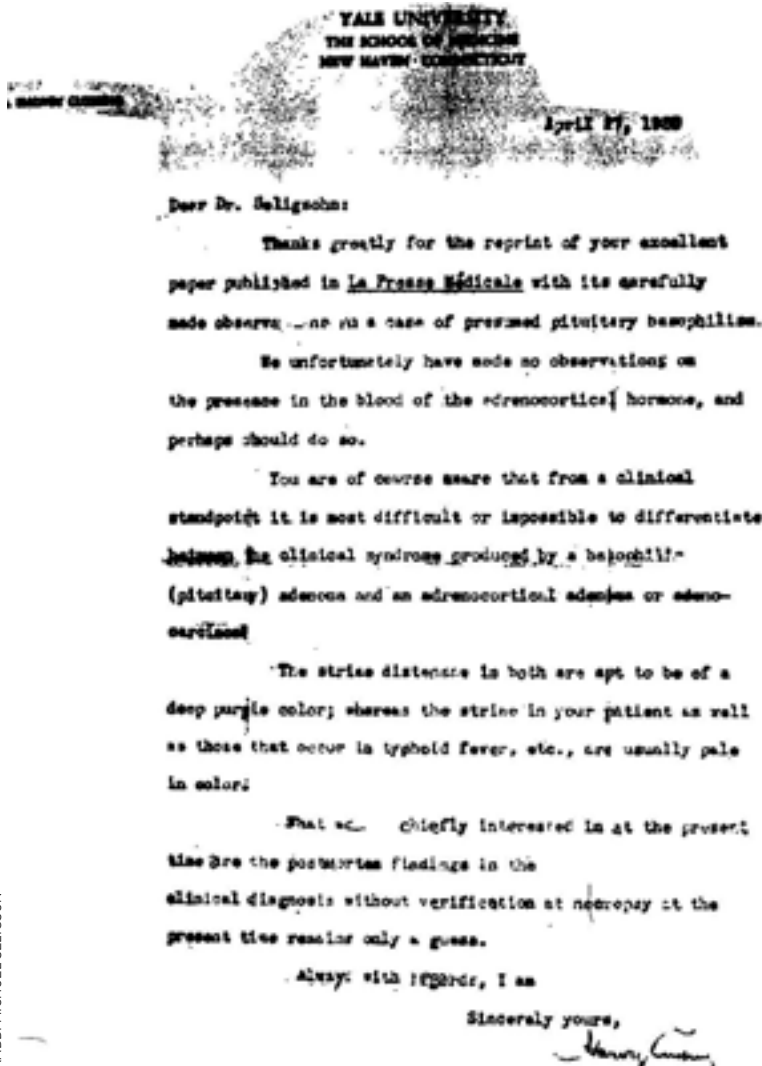 YALE UNIVERSITY
THE SCHOOL OF MEDICINE
NEW HAVEN · CONNECTICUT
HARVEY CUSHING
April 27,
Dear Dr. Seligsohn:
Thanks greatly for the reprint of your excellent
paper published in La Presse Médicale with its carefully
made a case of presumed pituitary basophilism.
We unfortunately have made no observations on
the presence in the blood of the adrenocortical hormone, and
perhaps should do so.
You are of course aware that from a clinical
standpoint it is most difficult or impossible to differentiate
between the clinical syndrome produced by a basophilic
(pituitary) adenoma and an adrenocortical adenoma or adeno-
carcinoma
The striae distensae in both are apt to be of a
deep purple color; whereas the striae in your patient as well
as those that occur in typhoid fever, etc., are usually pale
in color.
What chiefly interested in at the present
time are the postmortem findings in the
clinical diagnosis without verification at necropsy at the
present time remains only a guess.
Always with regards, I am
Sincerely yours,
Harvey Cushing